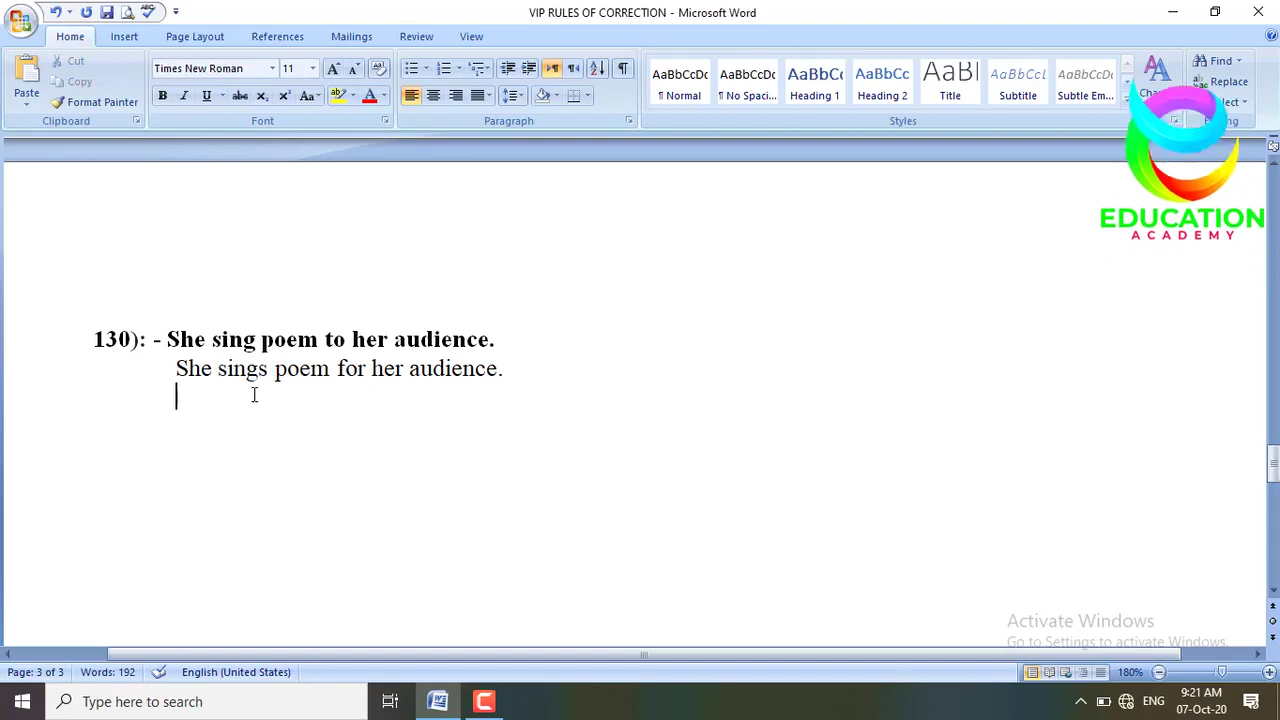 VIP RULES OF CORRECTION - Microsoft Word
Home Insert Page Layout References Mailings Review View
Paste
Cut
Copy
Format Painter
Clipboard
Times New Roman 11
Font
Paragraph
AaBbCcDc AaBbCcDc AaBbCc AaBbCc AaBb AaBbCcL AaBbCcDc
¶ Normal ¶ No Spaci... Heading 1 Heading 2 Title Subtitle Subtle Em...
Styles
Find
Replace
EDUCATION
ACADEMY
130): - She sing poem to her audience.
She sings poem for her audience.
Activate Windows
Go to Settings to activate Windows.
Page: 3 of 3 Words: 192 English (United States) 180%
Type here to search
ENG
9:21 AM
07-Oct-20